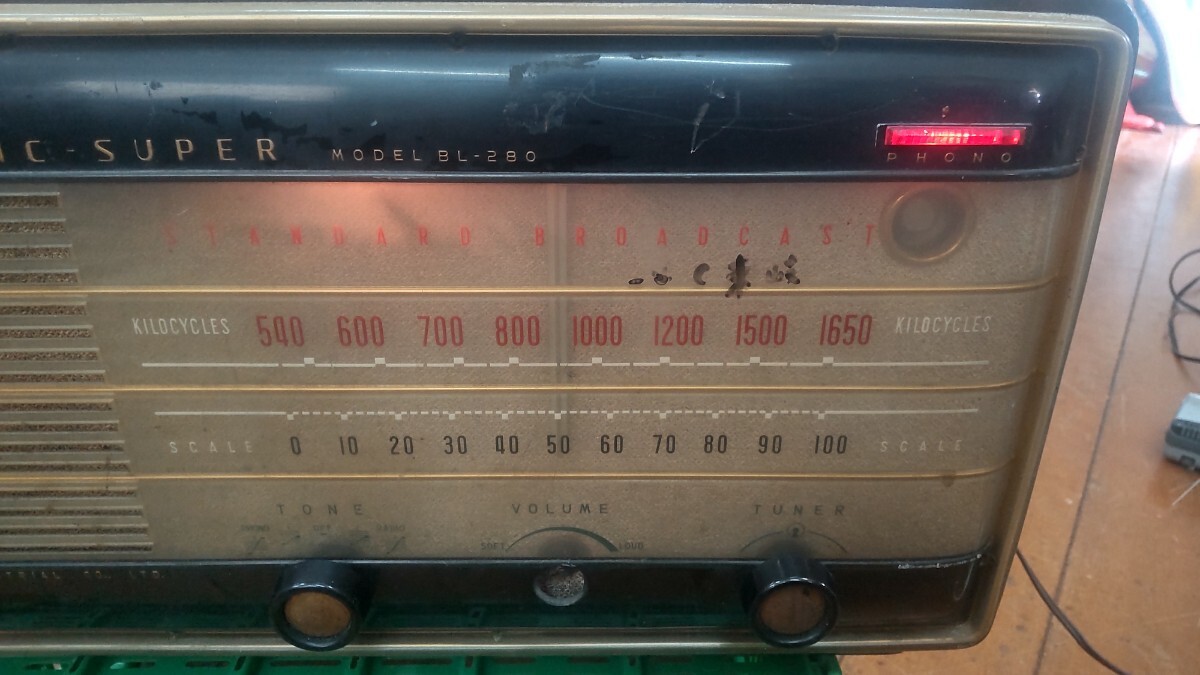 IC-SUPER MODEL BL-280
PHONO
STANDARD BROADCAST
KILOCYCLES 540 600 700 800 1000 1200 1500 1650 KILOCYCLES
SCALE 0 10 20 30 40 50 60 70 80 90 100 SCALE
TONE VOLUME TUNER
SOFT LOUD
TRIAL CO. LTD.